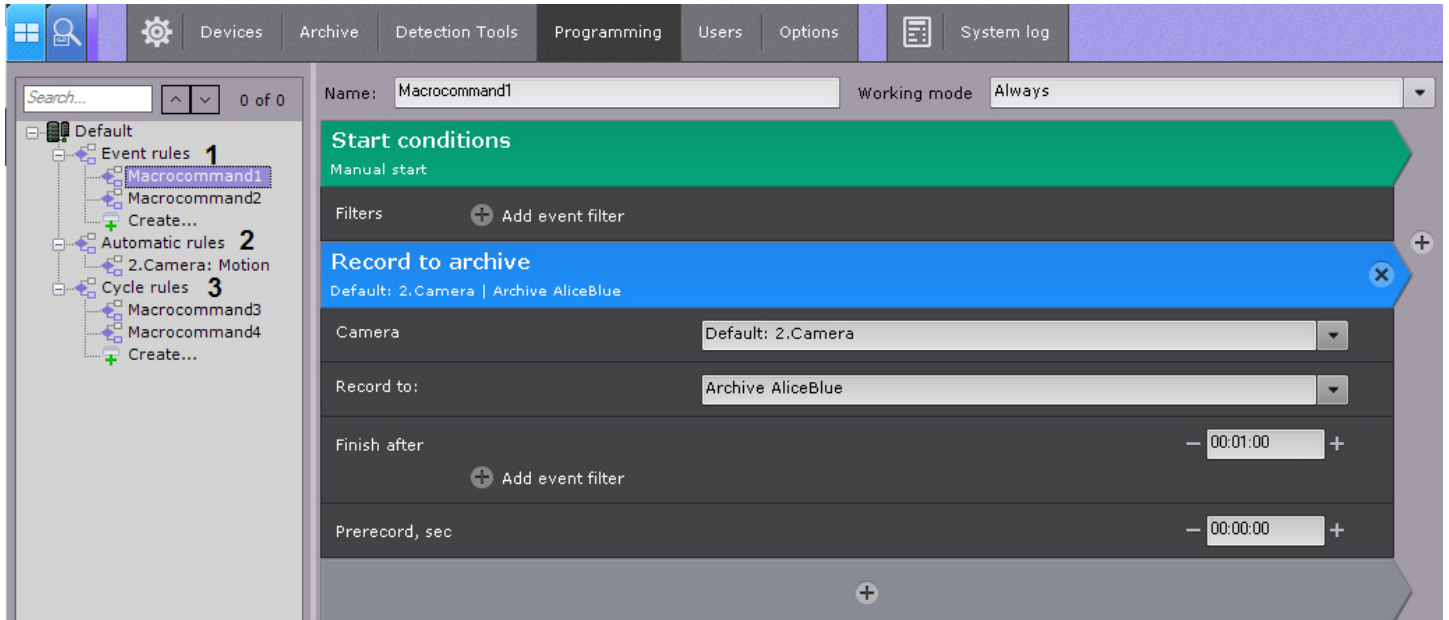 Devices Archive Detection Tools Programming Users Options System log
Search... 0 of 0
Default
Event rules 1
Macrocommand1
Macrocommand2
Create...
Automatic rules 2
2.Camera: Motion
Cycle rules 3
Macrocommand3
Macrocommand4
Create...
Name: Macrocommand1 Working mode Always
Start conditions
Manual start
Filters Add event filter
Record to archive
Default: 2.Camera | Archive AliceBlue
Camera Default: 2.Camera
Record to: Archive AliceBlue
Finish after 00:01:00
Add event filter
Prerecord, sec 00:00:00